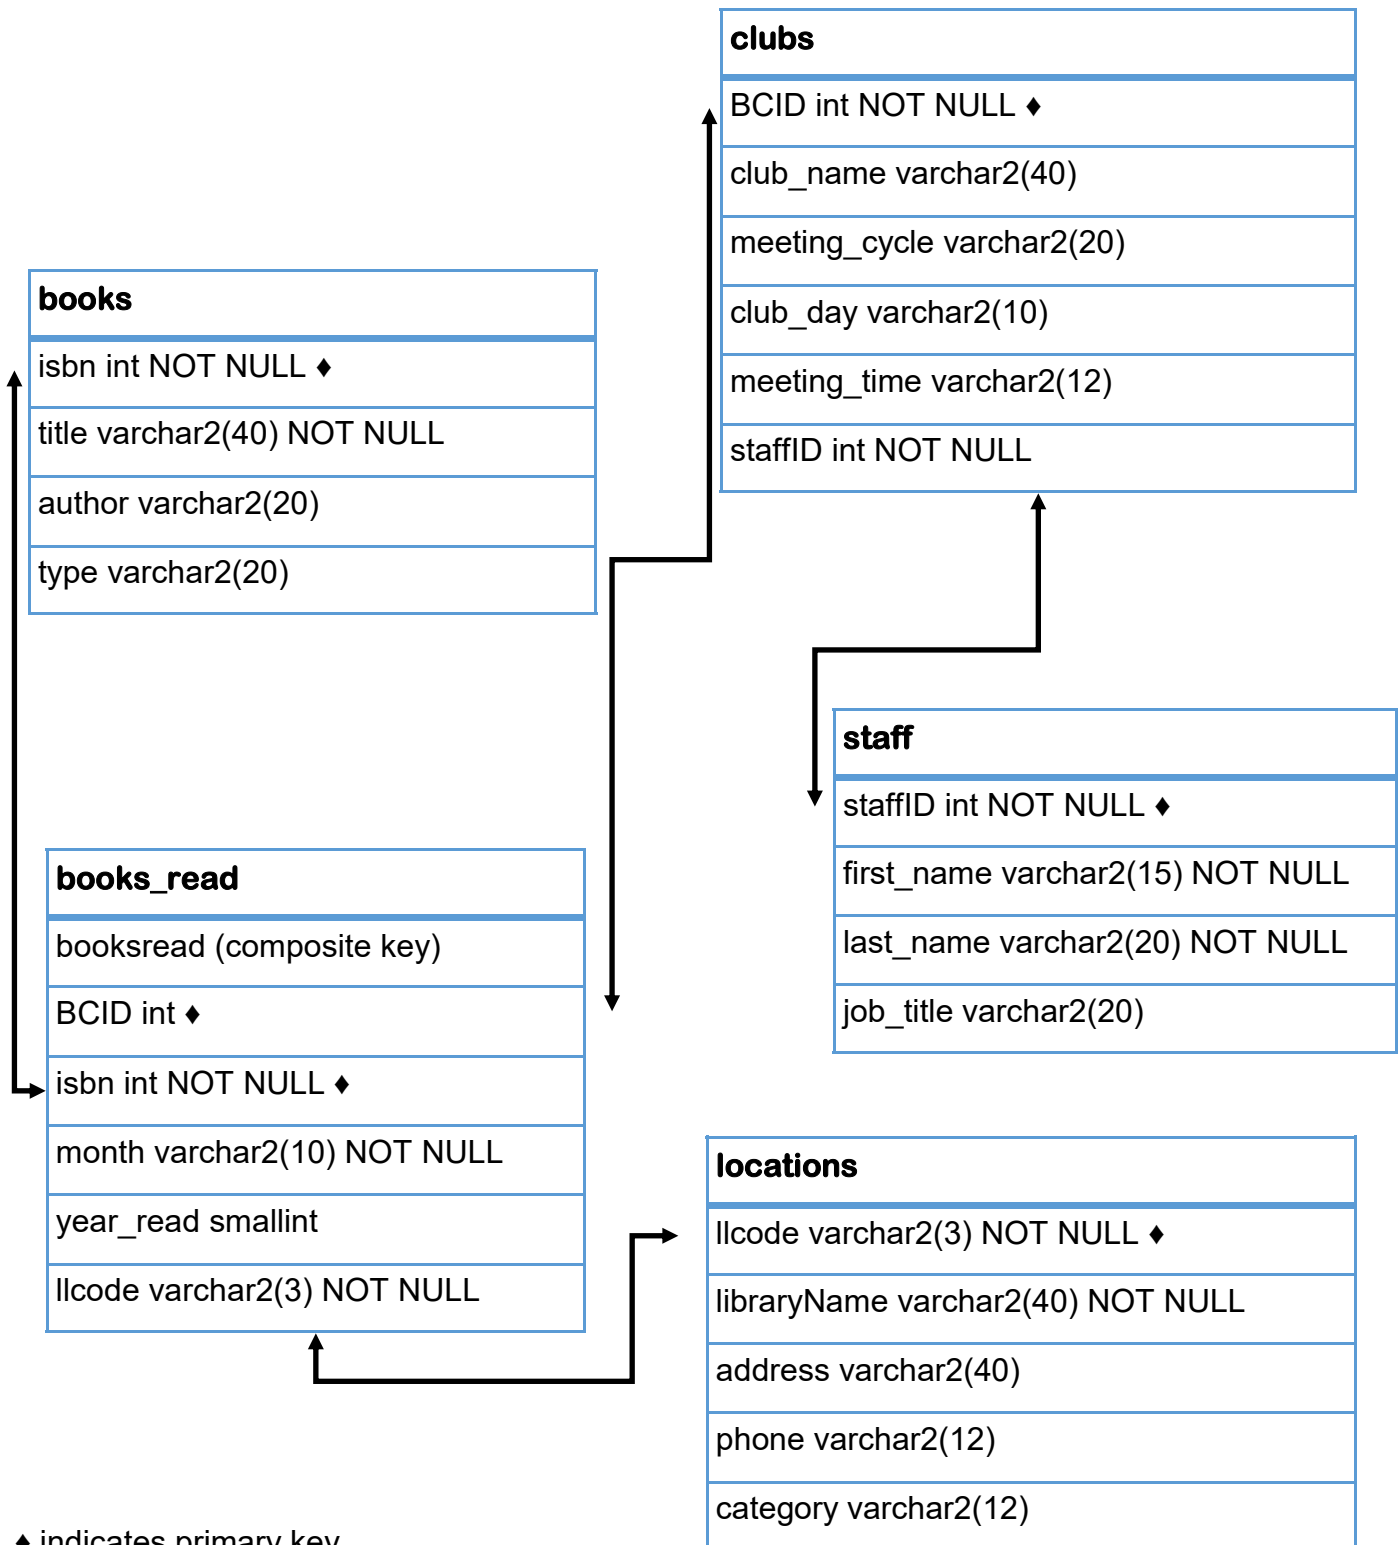 clubs
BCID int NOT NULL ♦
club_name varchar2(40)
meeting_cycle varchar2(20)
club_day varchar2(10)
meeting_time varchar2(12)
staffID int NOT NULL
books
isbn int NOT NULL ♦
title varchar2(40) NOT NULL
author varchar2(20)
type varchar2(20)
staff
staffID int NOT NULL ♦
first_name varchar2(15) NOT NULL
last_name varchar2(20) NOT NULL
job_title varchar2(20)
books_read
booksread (composite key)
BCID int ♦
isbn int NOT NULL ♦
month varchar2(10) NOT NULL
year_read smallint
llcode varchar2(3) NOT NULL
locations
llcode varchar2(3) NOT NULL ♦
libraryName varchar2(40) NOT NULL
address varchar2(40)
phone varchar2(12)
category varchar2(12)
♦ indicates primary key